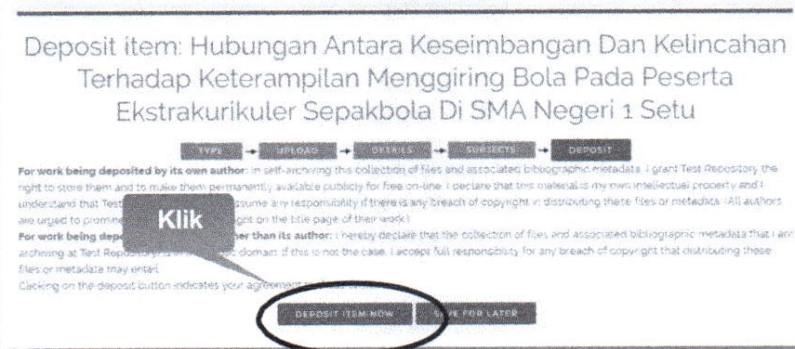 Deposit item: Hubungan Antara Keseimbangan Dan Kelincahan
Terhadap Keterampilan Menggiring Bola Pada Peserta
Ekstrakurikuler Sepakbola Di SMA Negeri 1 Setu
TYPE → UPLOAD → DETAILS → SUBJECTS → DEPOSIT
For work being deposited by its own author: In self-archiving this collection of files and associated bibliographic metadata, I grant Test Repository the
right to store them and to make them permanently available publicly for free on-line. I declare that this material is my own intellectual property and I
understand that Test assume any responsibility if there is any breach of copyright in distributing these files or metadata. (All authors
are urged to on the title page of their work.)
For work being other than its author: I hereby declare that the collection of files and associated bibliographic metadata that I am
archiving at Test domain. If this is not the case, I accept full responsibility for any breach of copyright that distributing these
files or metadata may entail.
Clicking on the deposit button indicates your agreement
Klik
DEPOSIT ITEM NOW SAVE FOR LATER